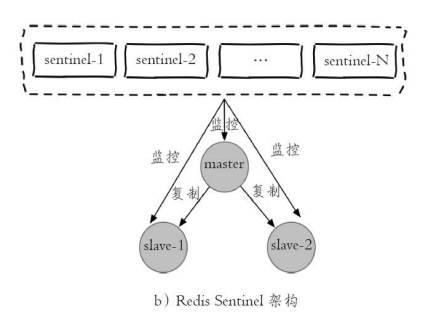 sentinel-1 sentinel-2 ... sentinel-N
监控
监控 监控
master
复制 复制
slave-1 slave-2
b) Redis Sentinel 架构